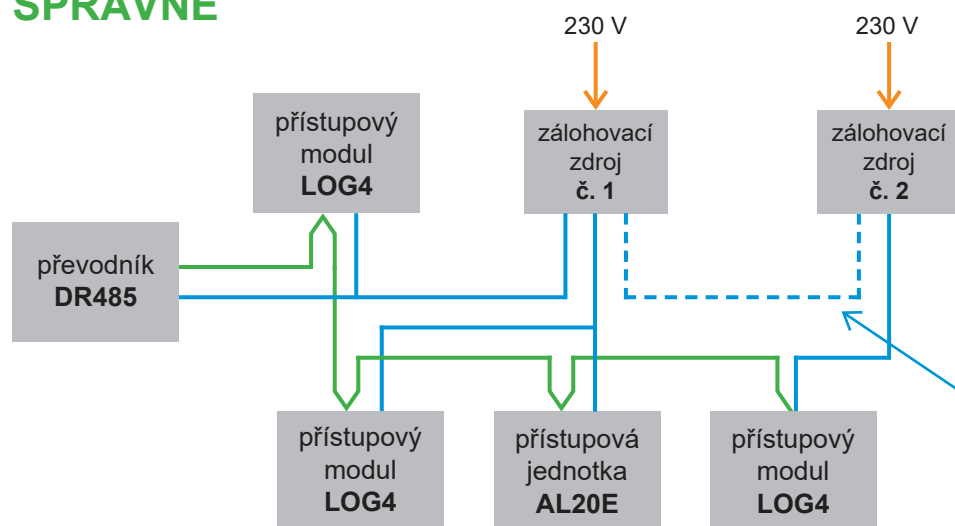 SPRÁVNĚ
230 V
230 V
přístupový
modul
LOG4
zálohovací
zdroj
č. 1
zálohovací
zdroj
č. 2
převodník
DR485
přístupový
modul
LOG4
přístupová
jednotka
AL20E
přístupový
modul
LOG4